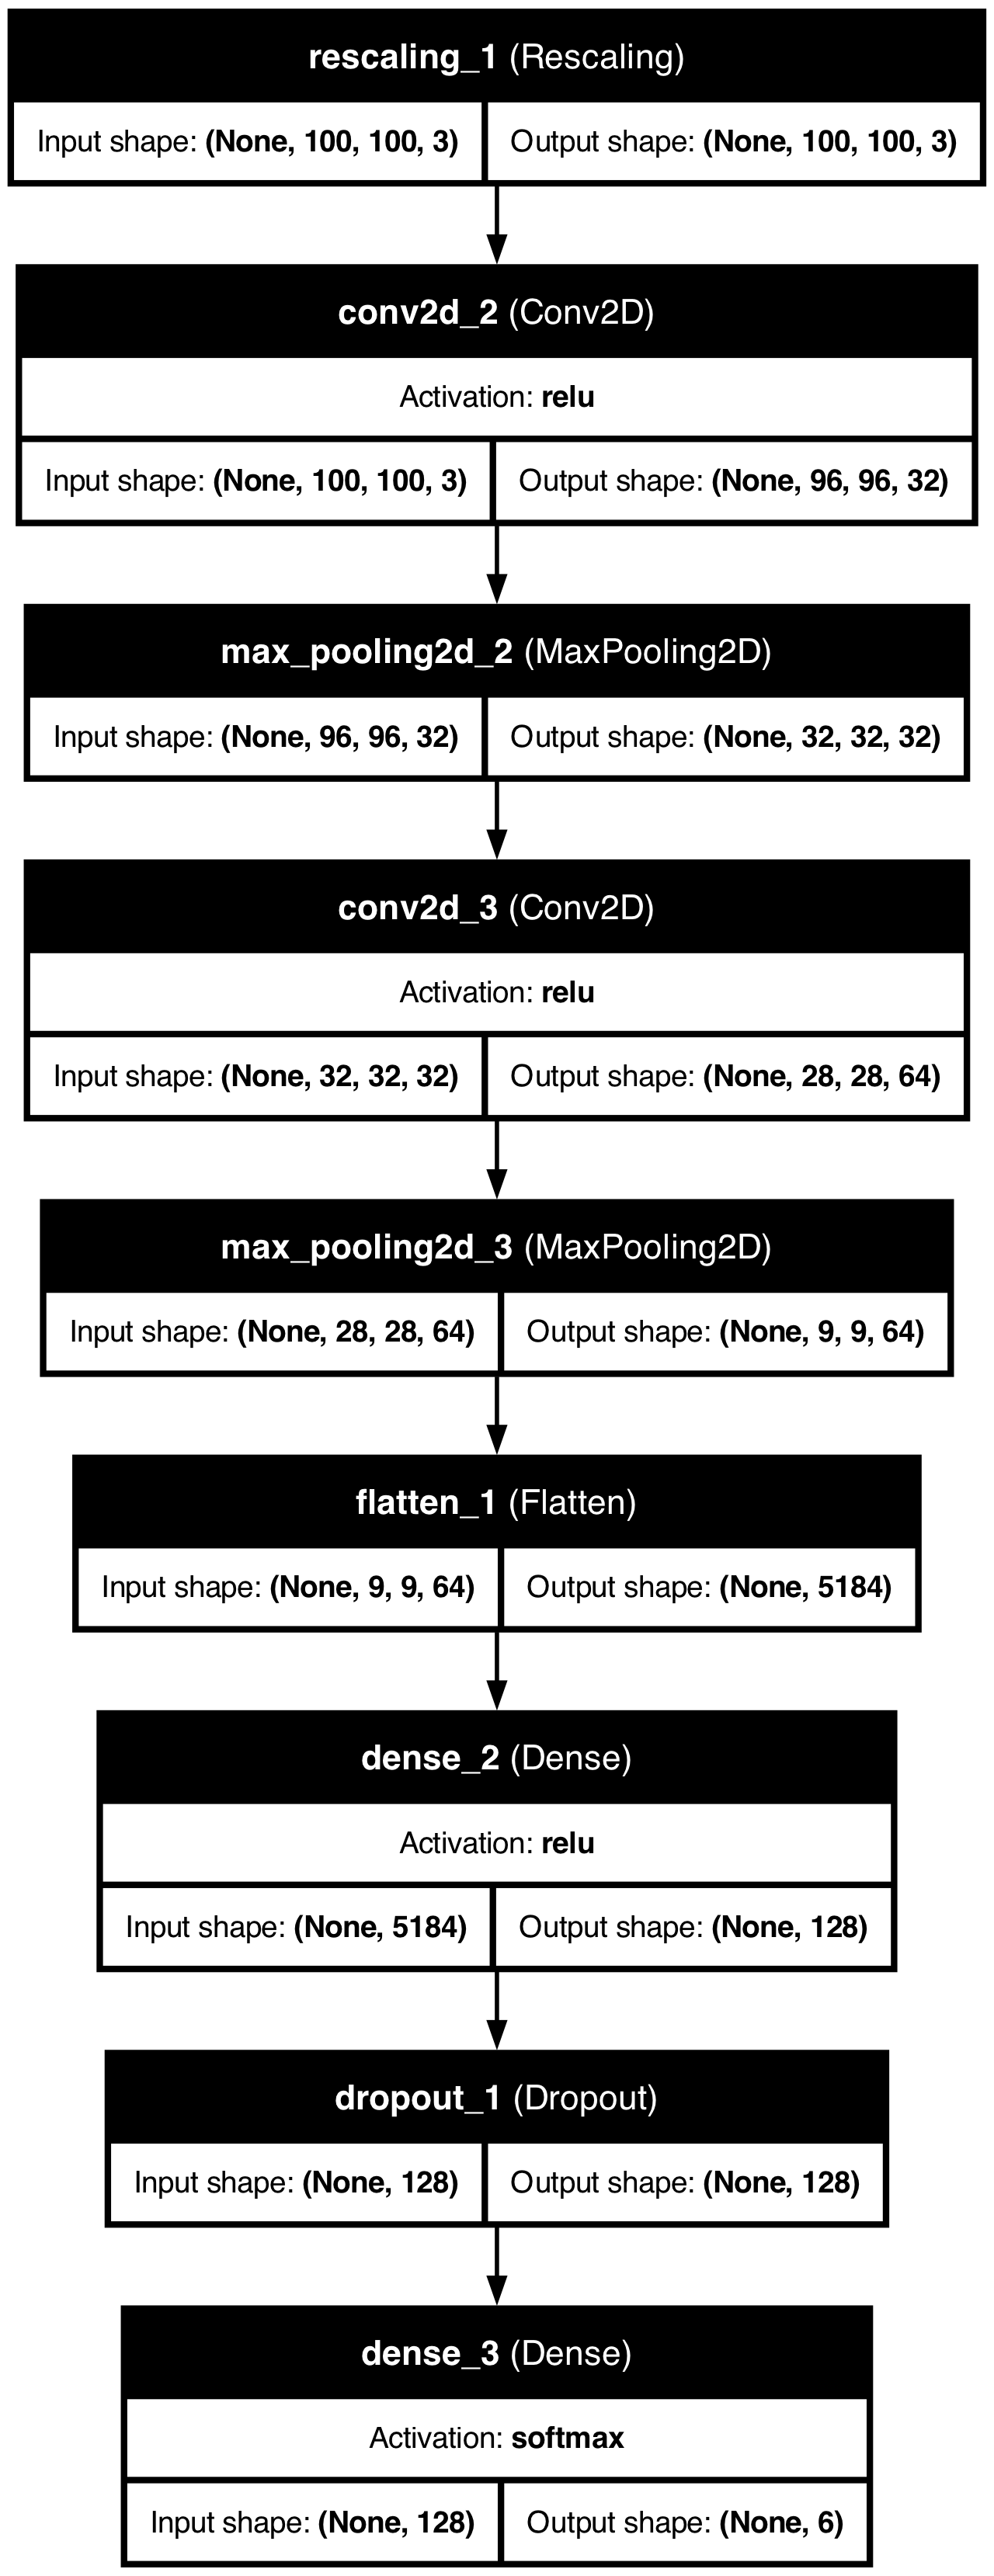 rescaling_1 (Rescaling)
Input shape: (None, 100, 100, 3) Output shape: (None, 100, 100, 3)
conv2d_2 (Conv2D)
Activation: relu
Input shape: (None, 100, 100, 3) Output shape: (None, 96, 96, 32)
max_pooling2d_2 (MaxPooling2D)
Input shape: (None, 96, 96, 32) Output shape: (None, 32, 32, 32)
conv2d_3 (Conv2D)
Activation: relu
Input shape: (None, 32, 32, 32) Output shape: (None, 28, 28, 64)
max_pooling2d_3 (MaxPooling2D)
Input shape: (None, 28, 28, 64) Output shape: (None, 9, 9, 64)
flatten_1 (Flatten)
Input shape: (None, 9, 9, 64) Output shape: (None, 5184)
dense_2 (Dense)
Activation: relu
Input shape: (None, 5184) Output shape: (None, 128)
dropout_1 (Dropout)
Input shape: (None, 128) Output shape: (None, 128)
dense_3 (Dense)
Activation: softmax
Input shape: (None, 128) Output shape: (None, 6)